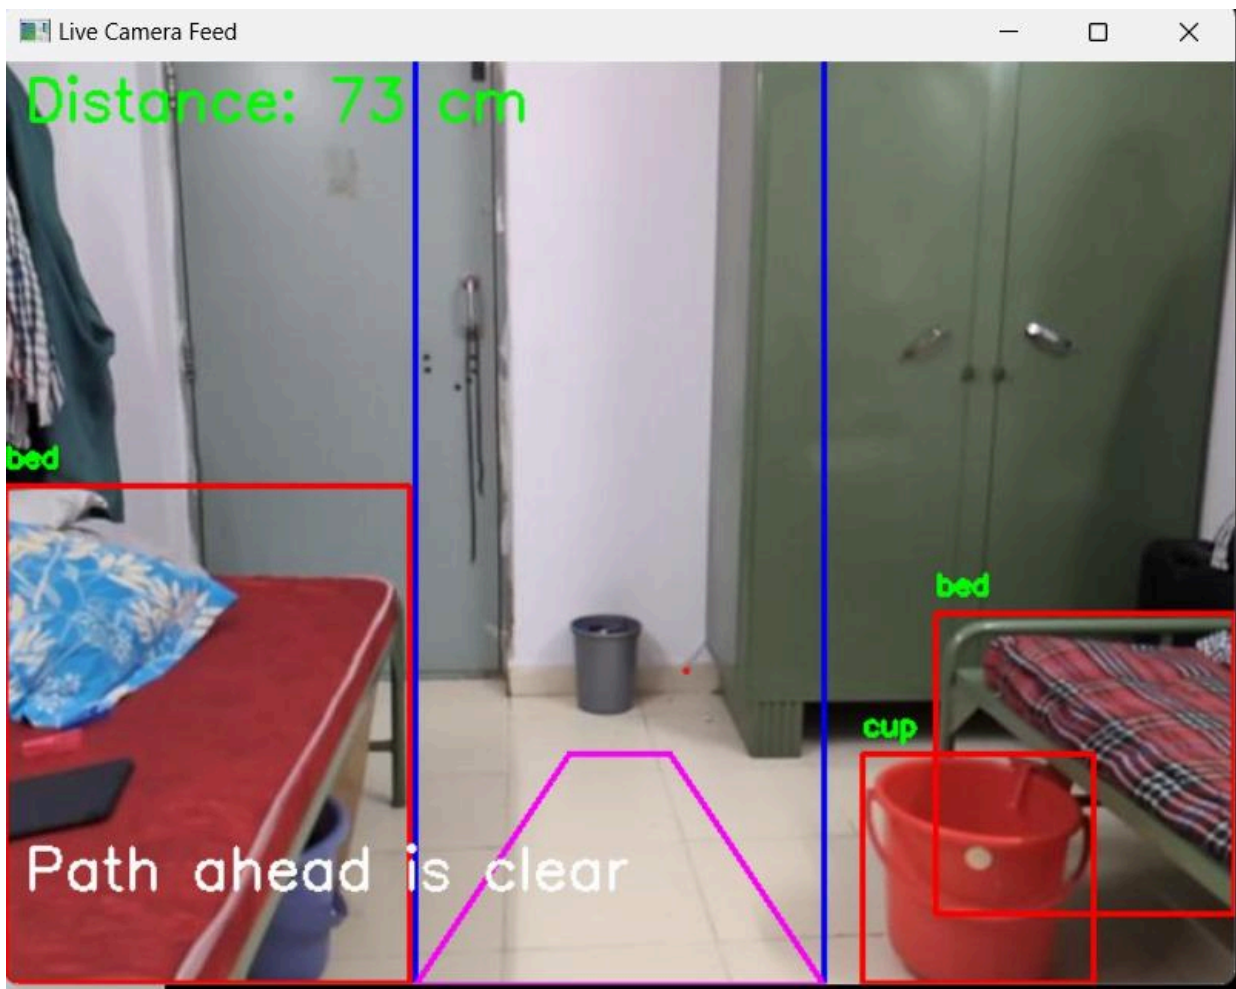 Live Camera Feed
Distance: 73 cm
bed
bed
cup
Path ahead is clear